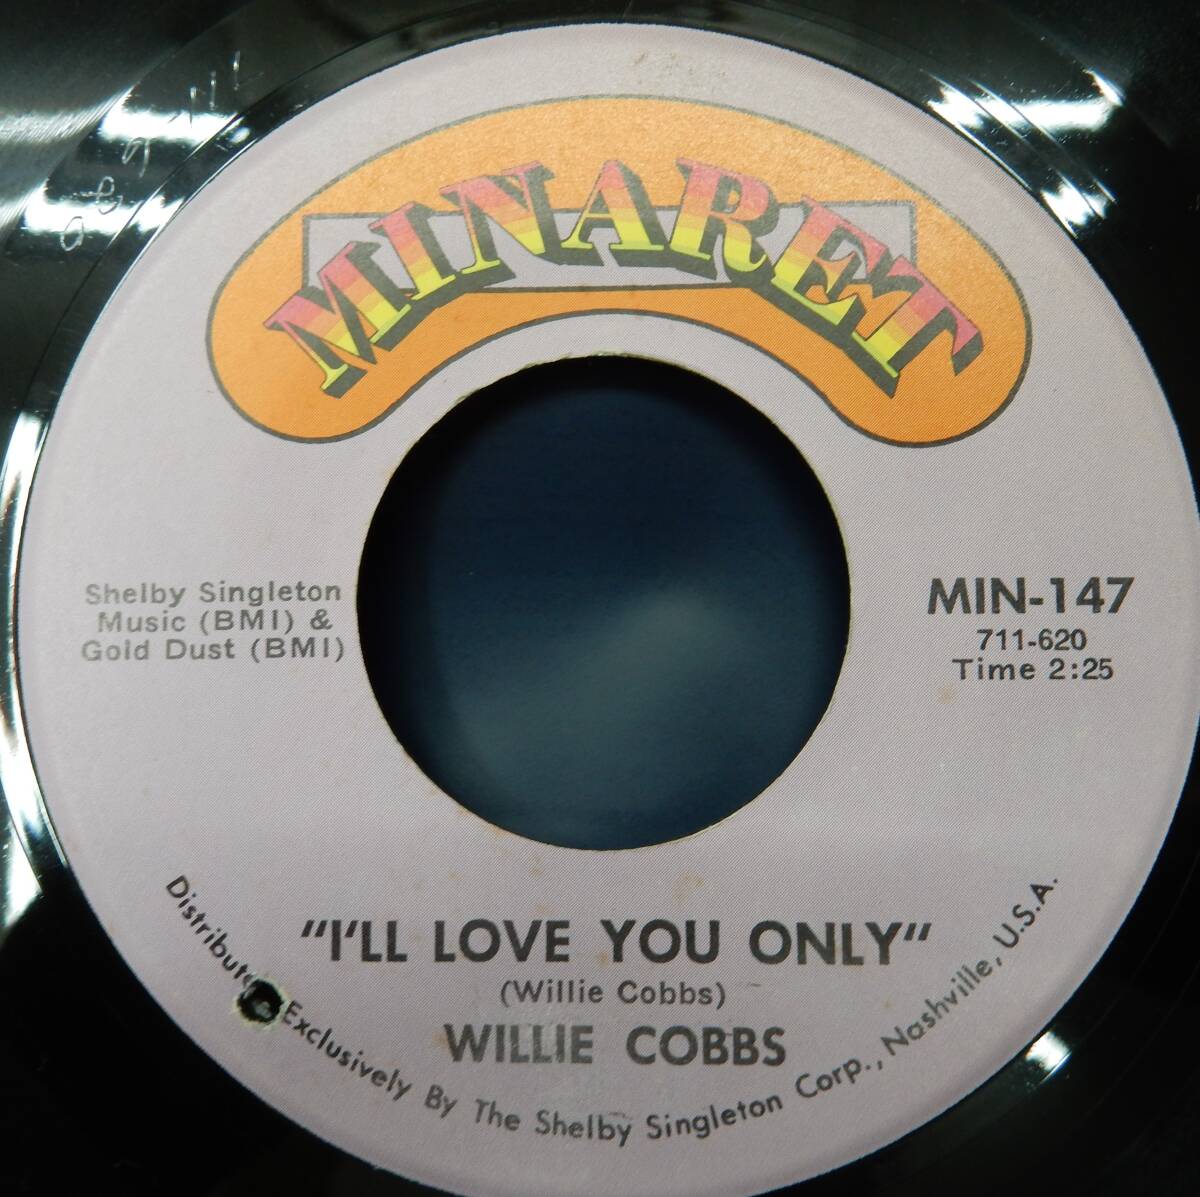 MINARET
Shelby Singleton
Music (BMI) &
Gold Dust (BMI)
MIN-147
711-620
Time 2:25
"I'LL LOVE YOU ONLY"
(Willie Cobbs)
WILLIE COBBS
Exclusively By The Shelby Singleton Corp., Nashville, U.S.A.